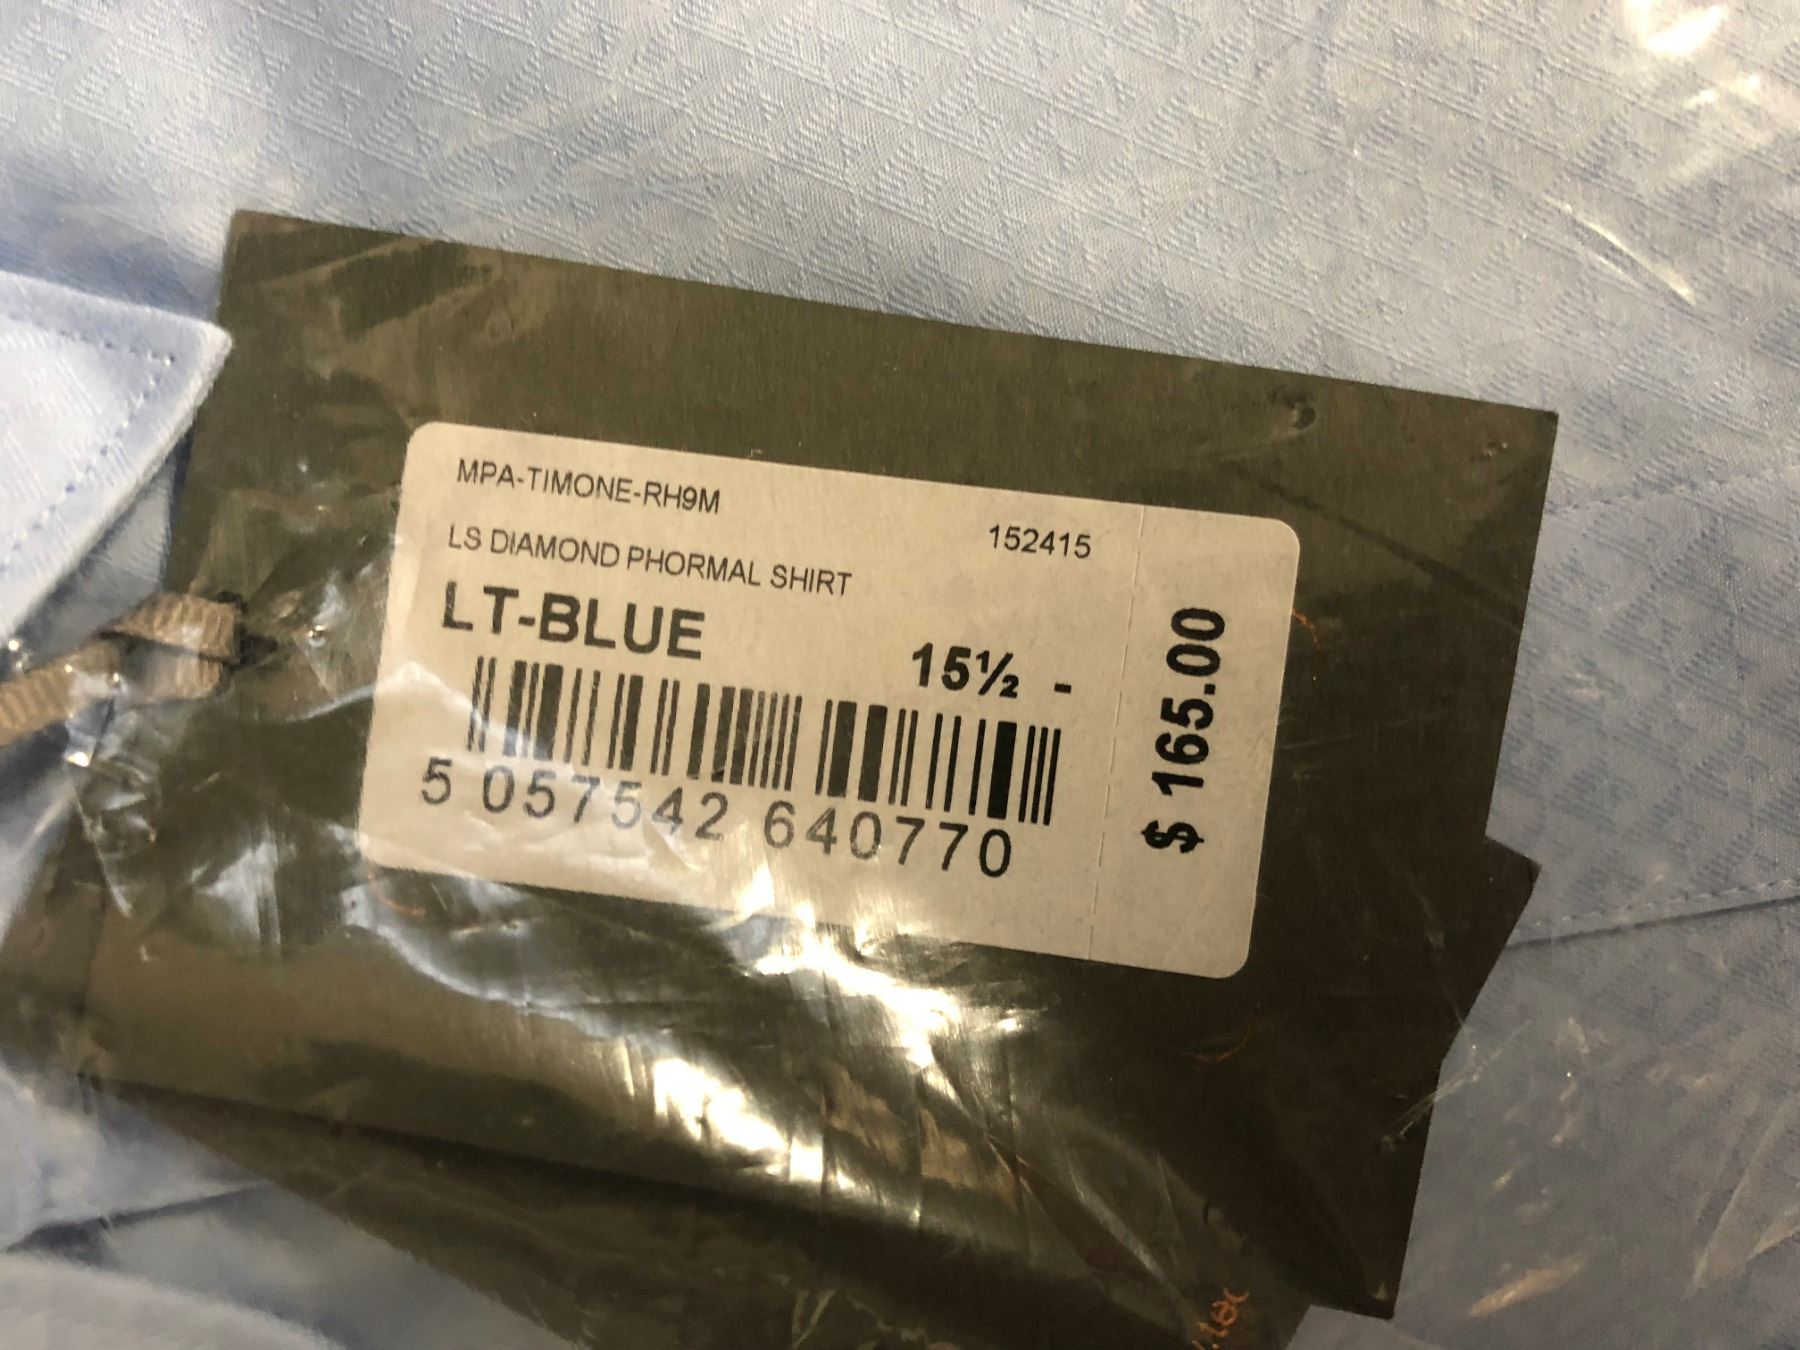 MPA-TIMONE-RH9M
152415
LS DIAMOND PHORMAL SHIRT
LT-BLUE
15½ -
5 057542 640770
$ 165.00